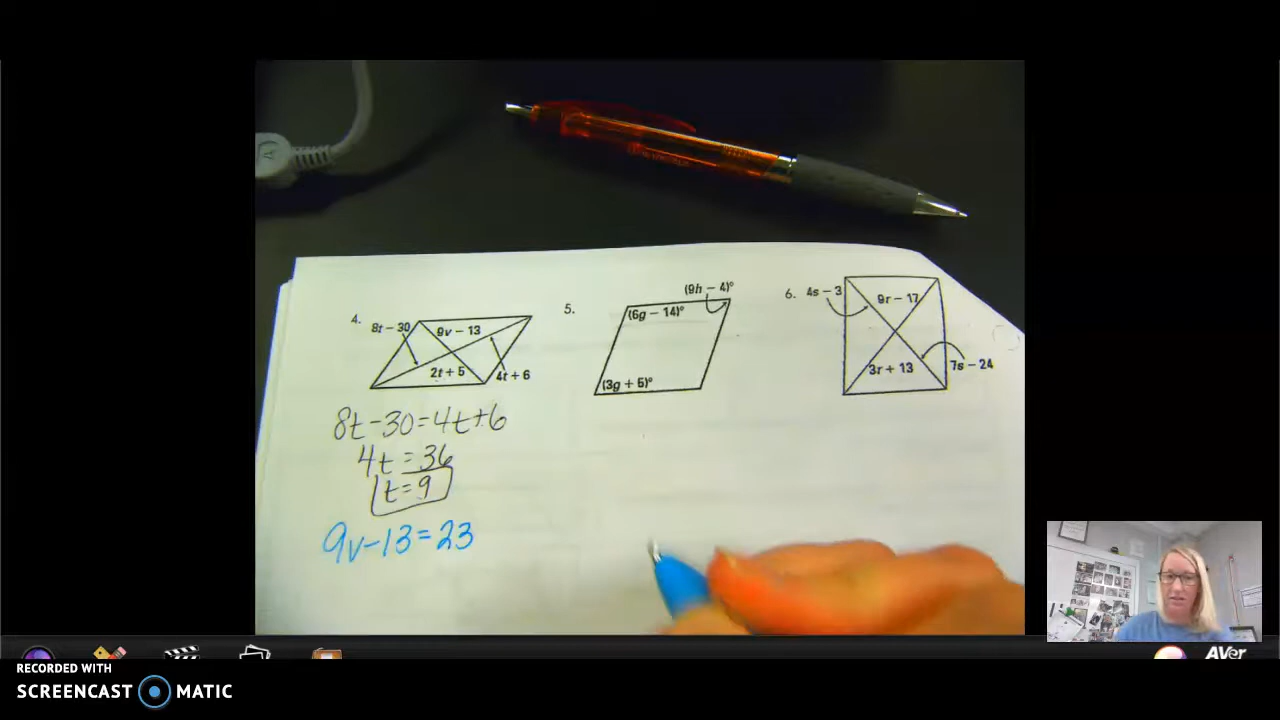 (9h − 4)°
4. 8t − 30 9v − 13
2t + 5 4t + 6
5. (6g − 14)°
(3g + 5)°
6. 4s − 3 9r − 17
3r + 13 7s − 24
8t-30=4t+6
4t=36
t=9
9v-13=23
AVer
RECORDED WITH
SCREENCAST MATIC